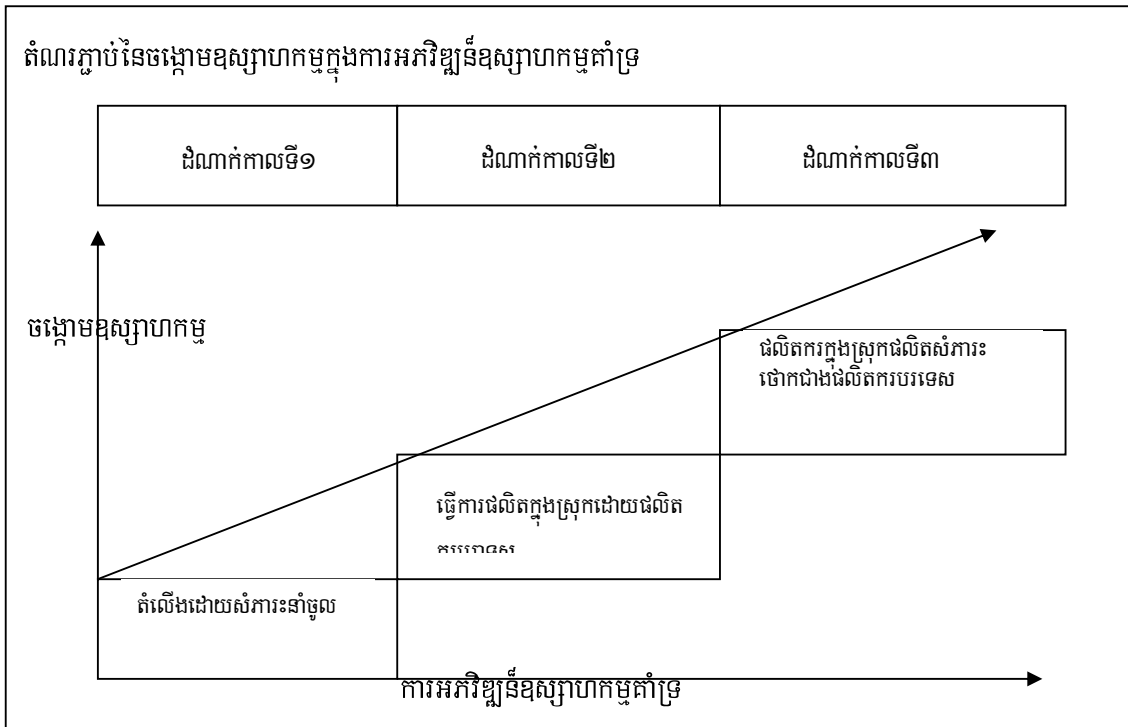 តំណរភ្ជាប់នៃចង្កោមឧស្សាហកម្មក្នុងការអភវិឌ្ឍន៏ឧស្សាហកម្មគាំទ្រ
ដំណាក់កាលទី១
ដំណាក់កាលទី២
ដំណាក់កាលទី៣
ចង្កោមឧស្សាហកម្ម
ផលិតករក្នុងស្រុកផលិតសំភារះ
ថោកជាងផលិតករបរទេស
ធ្វើការផលិតក្នុងស្រុកដោយផលិត
តំលើងដោយសំភារះនាំចូល
ការអភវិឌ្ឍន៏ឧស្សាហកម្មគាំទ្រ